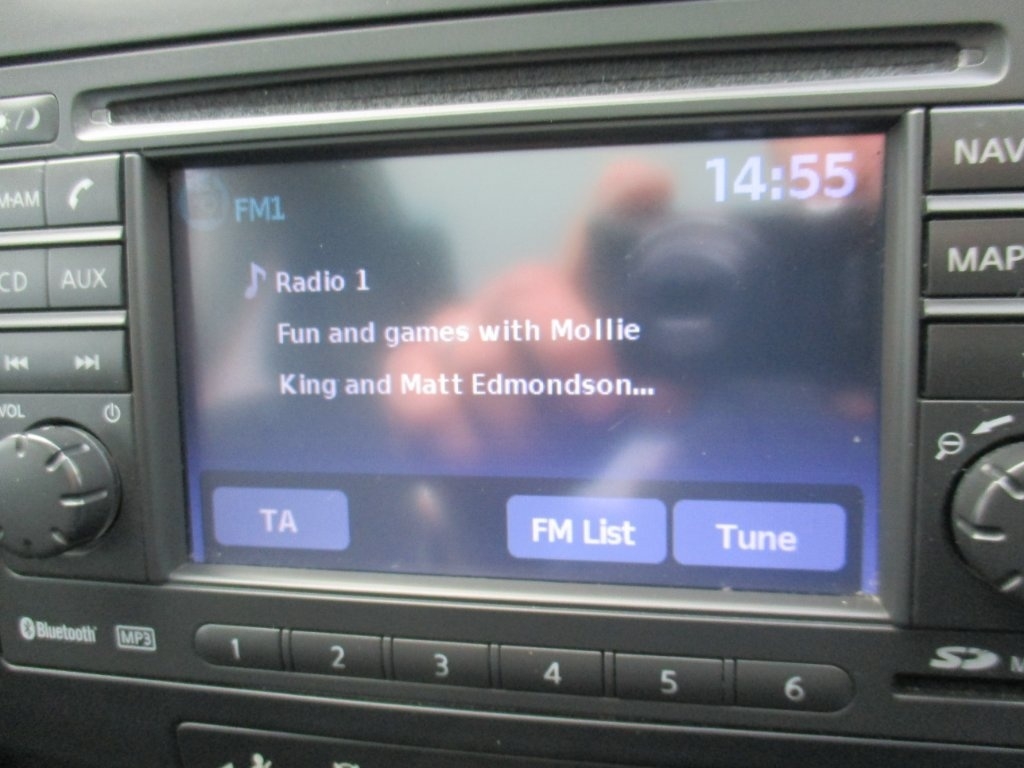 14:55
NAV
FM1
M·AM
MAP
Radio 1
CD AUX
Fun and games with Mollie
King and Matt Edmondson...
VOL
TA FM List Tune
Bluetooth MP3
1 2 3 4 5 6
SD